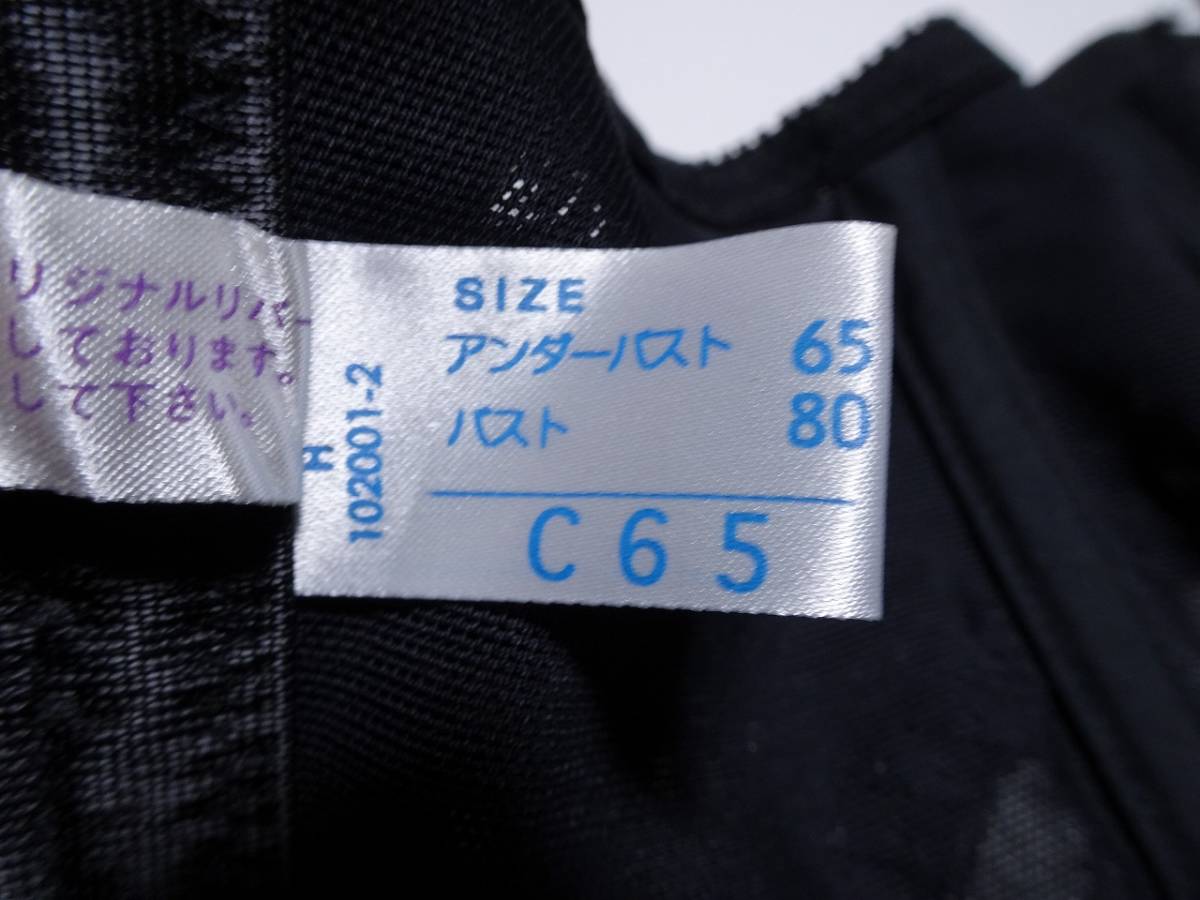 リジナルリバー
しております。
して下さい。
SIZE
アンダーバスト 65
バスト 80
C65
H
102001-2